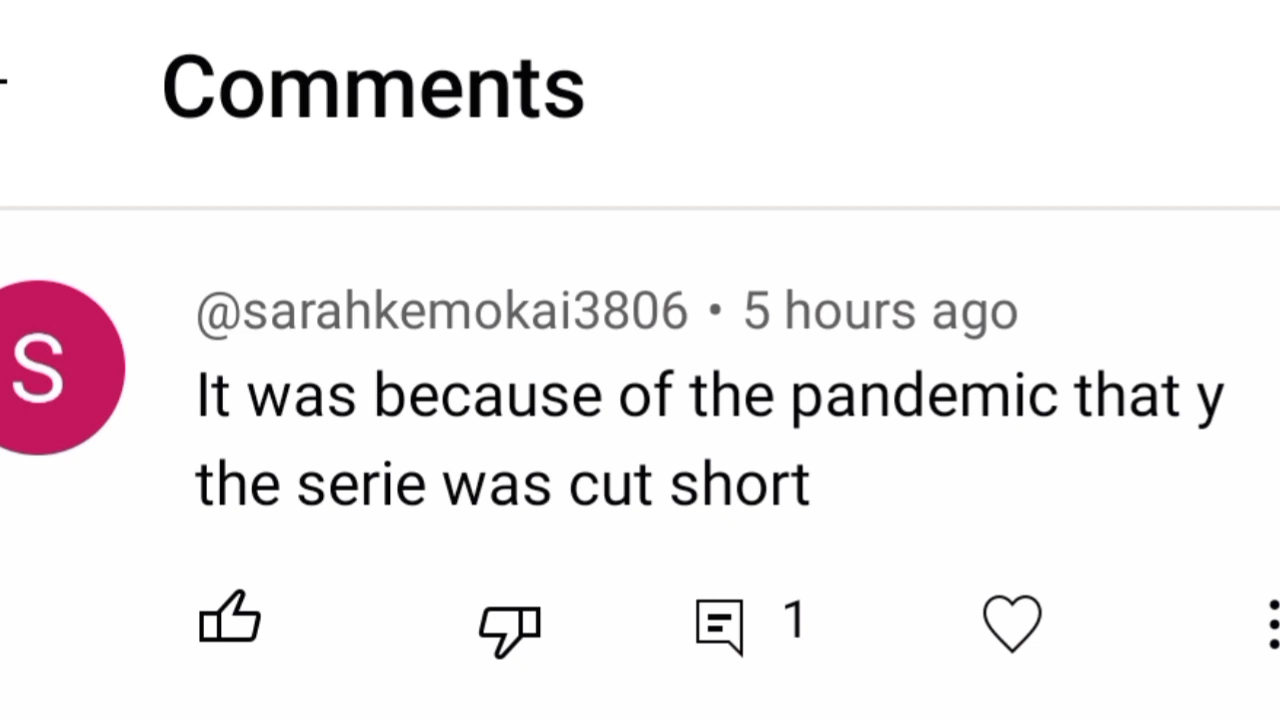 Comments
S
@sarahkemokai3806 • 5 hours ago
It was because of the pandemic that y
the serie was cut short
1